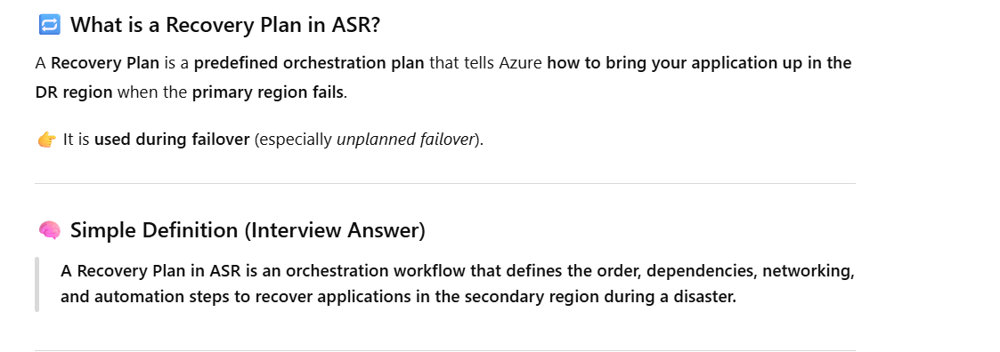 🔁 What is a Recovery Plan in ASR?
A Recovery Plan is a predefined orchestration plan that tells Azure how to bring your application up in the
DR region when the primary region fails.
👉 It is used during failover (especially unplanned failover).
🧠 Simple Definition (Interview Answer)
A Recovery Plan in ASR is an orchestration workflow that defines the order, dependencies, networking,
and automation steps to recover applications in the secondary region during a disaster.